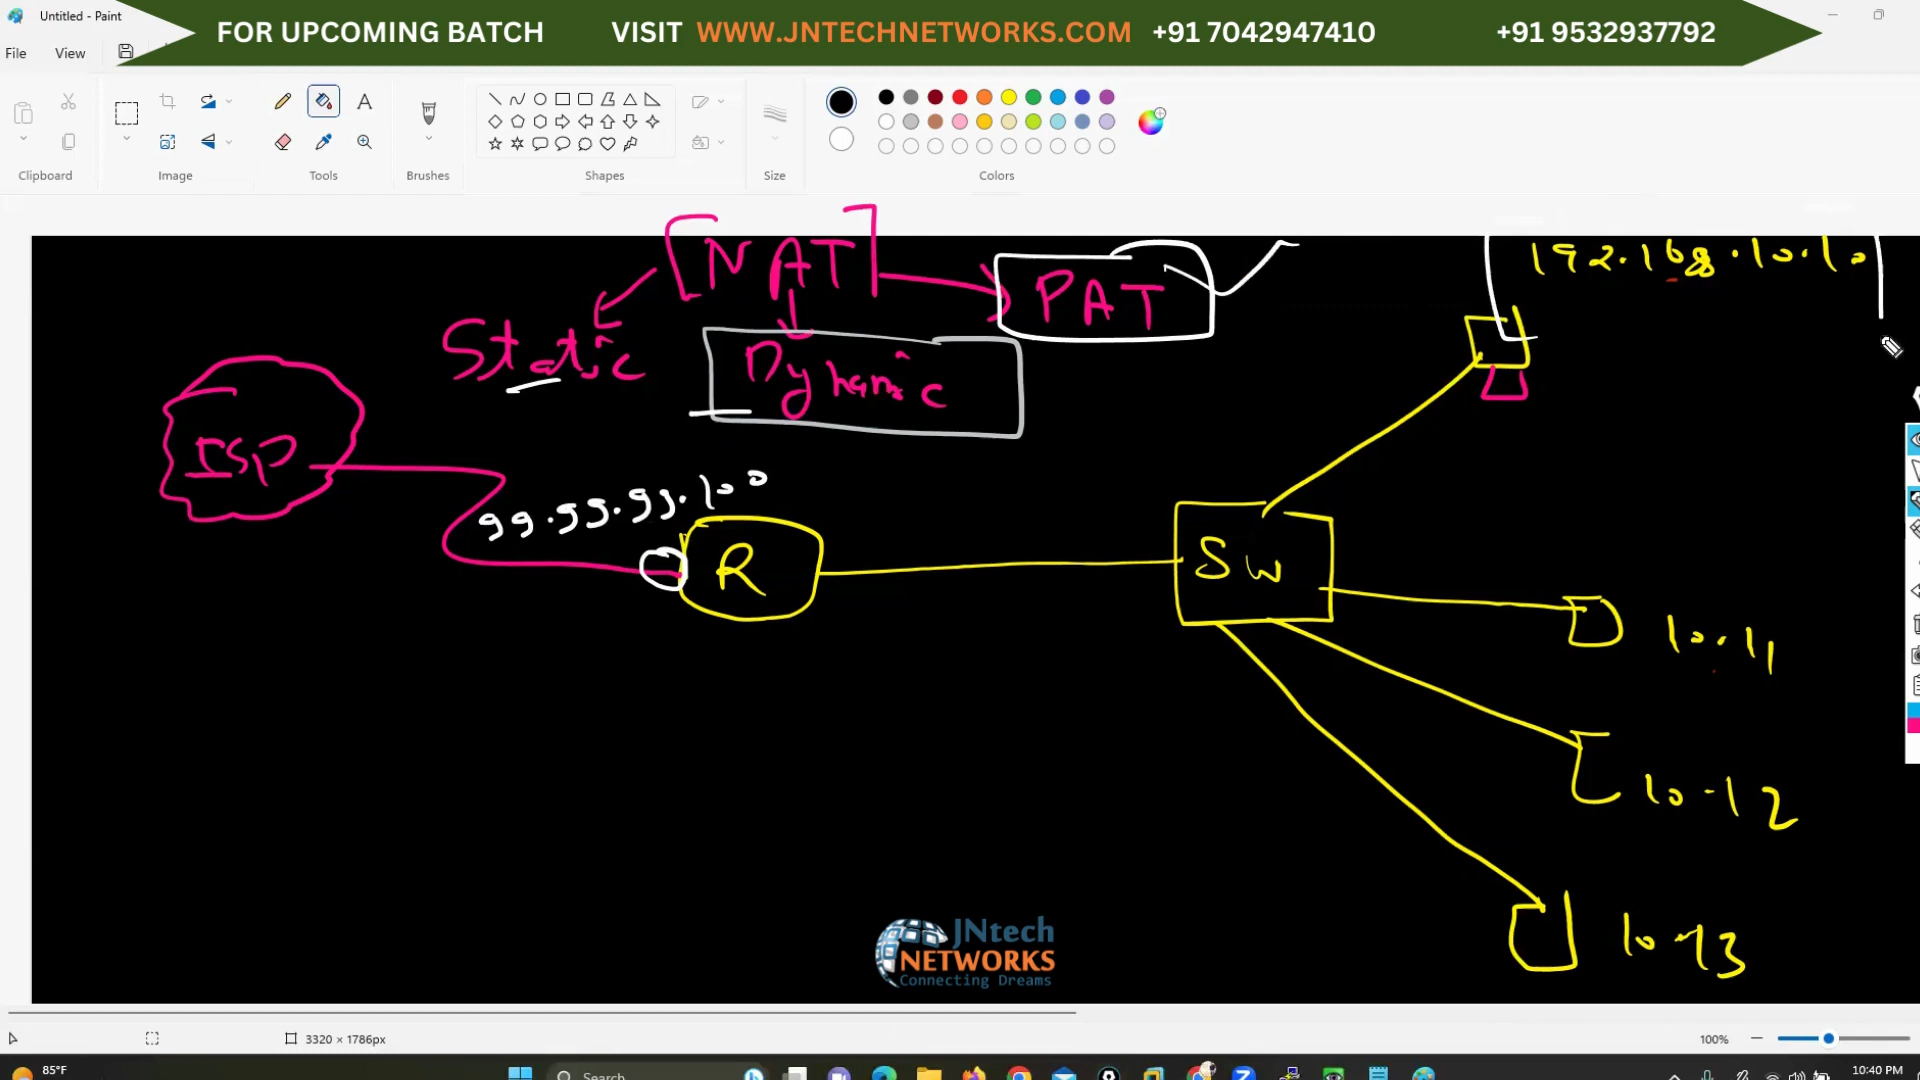 Untitled - Paint
FOR UPCOMING BATCH VISIT WWW.JNTECHNETWORKS.COM +91 7042947410 +91 9532937792
File View
Clipboard Image Tools Brushes Shapes Size Colors
NAT
Static
Dynamic
PAT
192.168.10.10
ISP
99.99.99.100
R
SW
10.11
10.12
10.13
JNtech
NETWORKS
Connecting Dreams
3320 × 1786px
100%
85°F
Search
10:40 PM